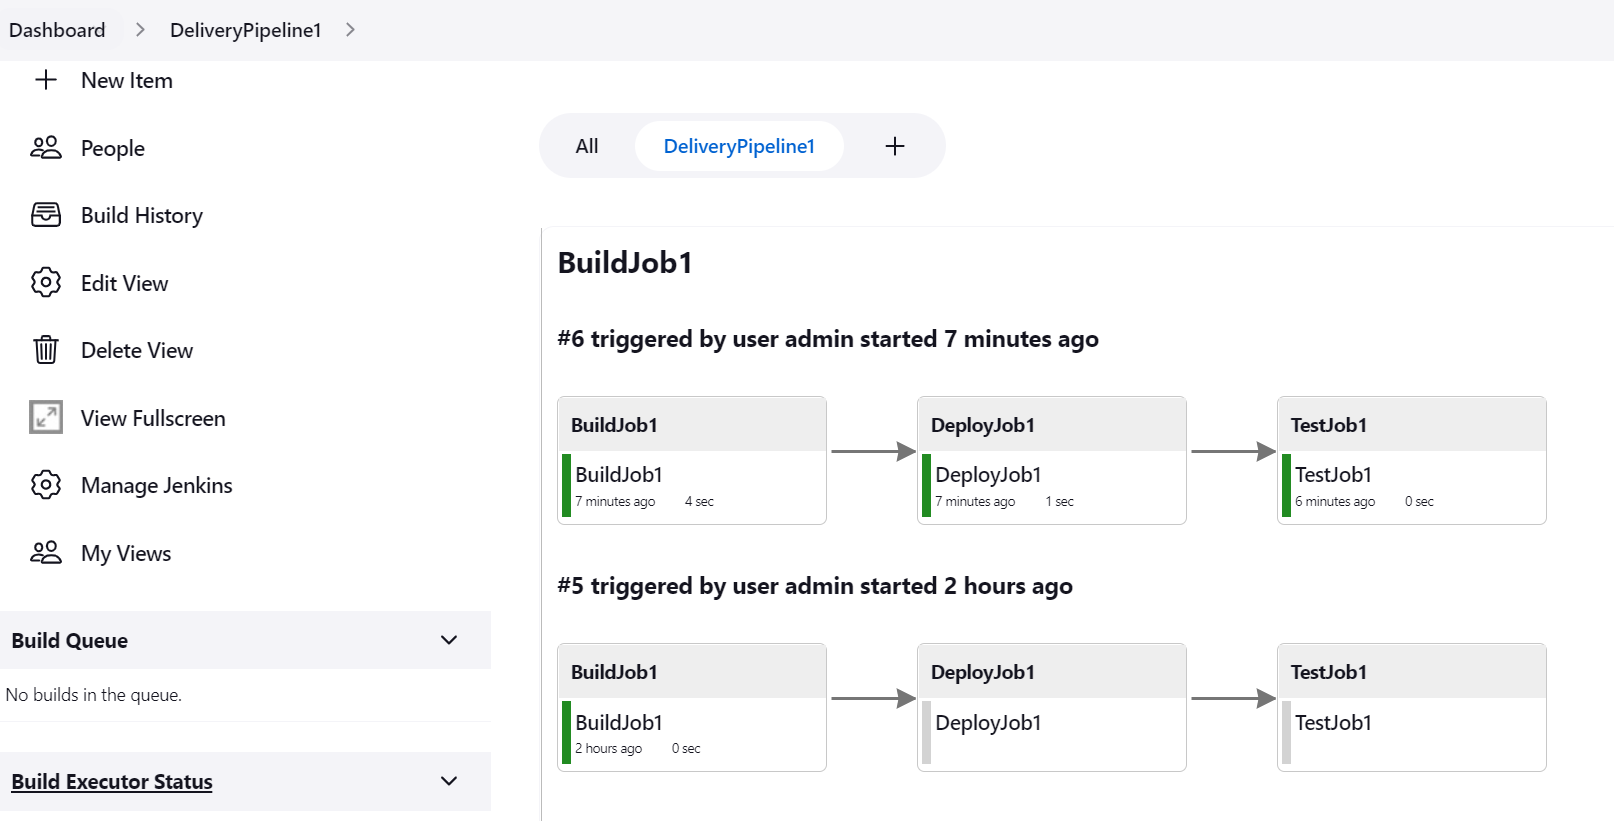 Dashboard > DeliveryPipeline1 >
New Item
People
Build History
Edit View
Delete View
View Fullscreen
Manage Jenkins
My Views
Build Queue
No builds in the queue.
Build Executor Status
All DeliveryPipeline1 +
BuildJob1
#6 triggered by user admin started 7 minutes ago
BuildJob1 DeployJob1 TestJob1
BuildJob1 DeployJob1 TestJob1
7 minutes ago 4 sec 7 minutes ago 1 sec 6 minutes ago 0 sec
#5 triggered by user admin started 2 hours ago
BuildJob1 DeployJob1 TestJob1
BuildJob1 DeployJob1 TestJob1
2 hours ago 0 sec